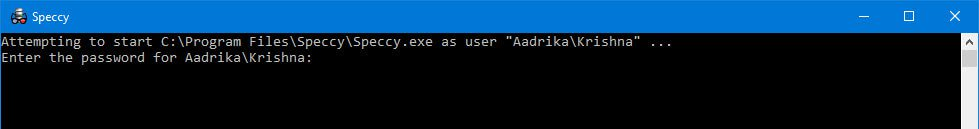 Speccy
Attempting to start C:\Program Files\Speccy\Speccy.exe as user "Aadrika\Krishna" ...
Enter the password for Aadrika\Krishna: